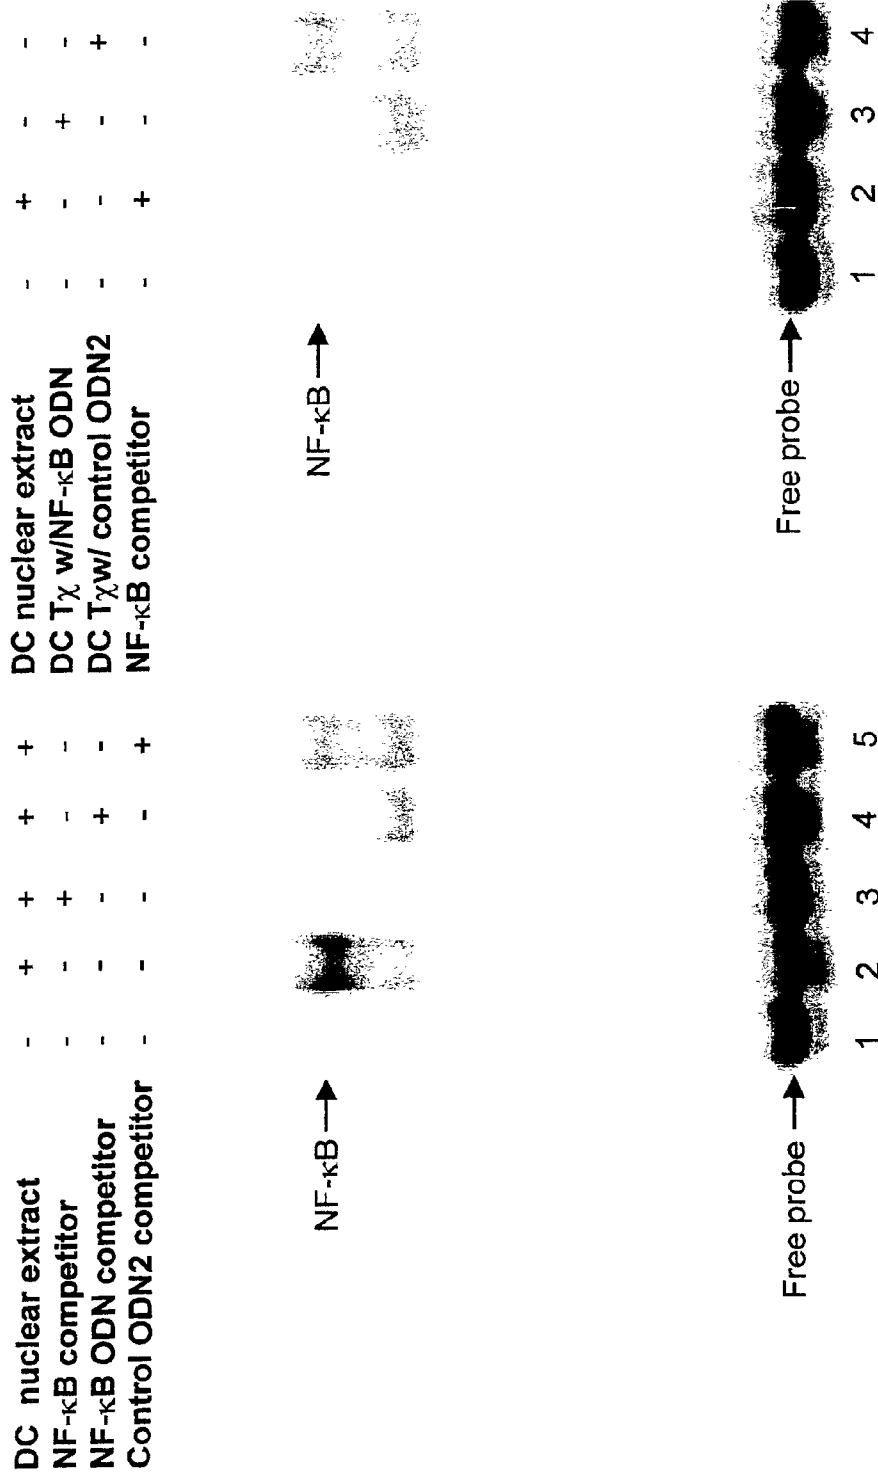 DC nuclear extract - + + + +
NF-κB competitor - - + - -
NF-κB ODN competitor - - - + -
Control ODN2 competitor - - - - +
NF-κB
Free probe
1 2 3 4 5
DC nuclear extract - + - -
DC Tχ w/NF-κB ODN - - + -
DC Tχw/ control ODN2 - - - +
NF-κB competitor - + - -
NF-κB
Free probe
1 2 3 4